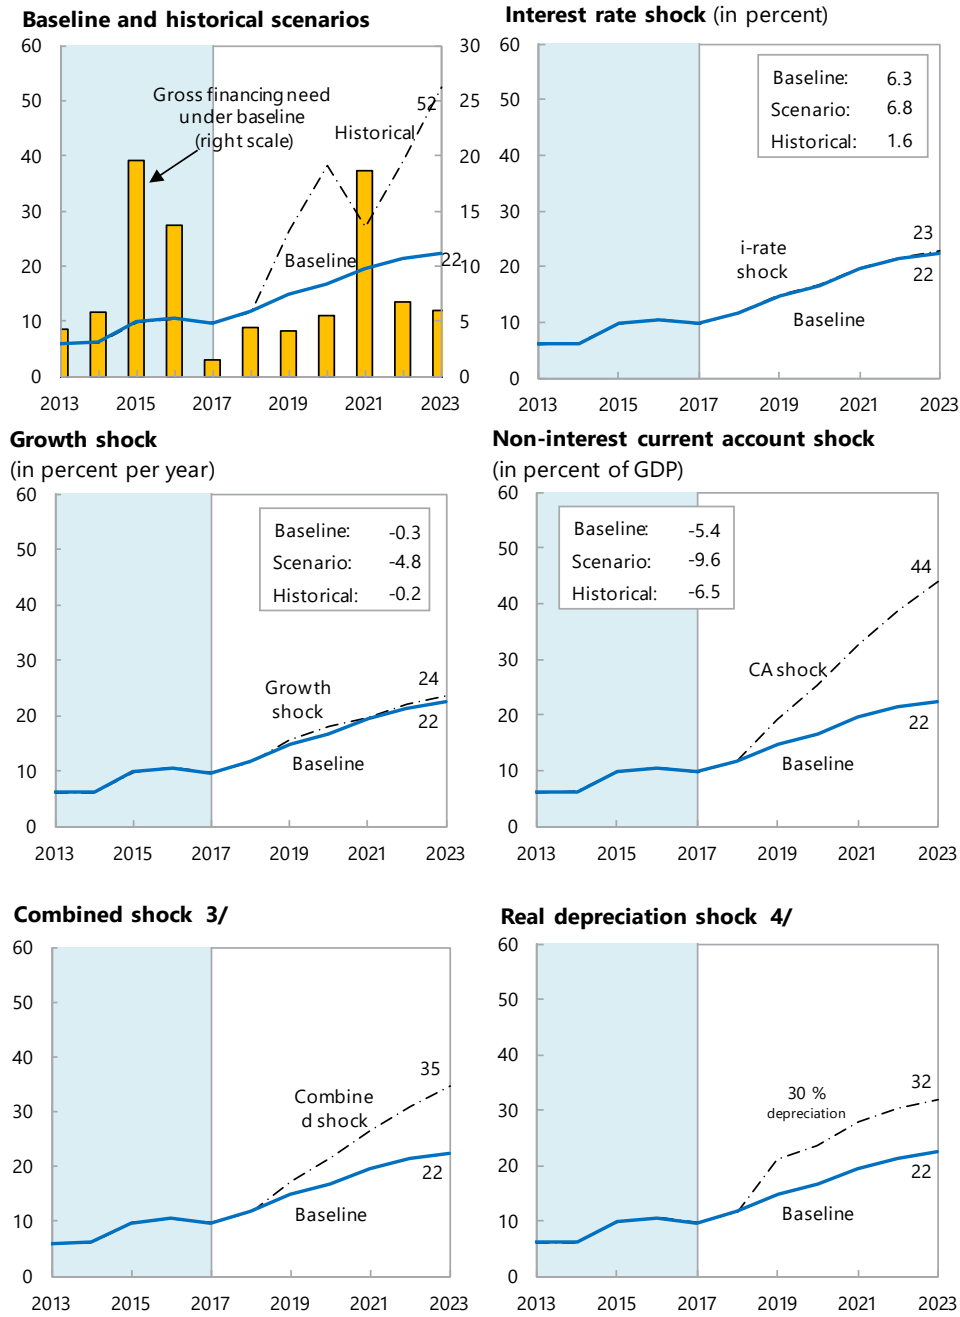 Baseline and historical scenarios
60
50
40
30
20
10
0
30
25
20
15
10
5
0
Gross financing need
under baseline
(right scale)
Historical
52
Baseline
22
2013 2015 2017 2019 2021 2023
Interest rate shock (in percent)
60
50
40
30
20
10
0
Baseline: 6.3
Scenario: 6.8
Historical: 1.6
i-rate
shock
23
22
Baseline
2013 2015 2017 2019 2021 2023
Growth shock
(in percent per year)
60
50
40
30
20
10
0
Baseline: -0.3
Scenario: -4.8
Historical: -0.2
Growth
shock
24
22
Baseline
2013 2015 2017 2019 2021 2023
Non-interest current account shock
(in percent of GDP)
60
50
40
30
20
10
0
Baseline: -5.4
Scenario: -9.6
Historical: -6.5
44
CA shock
22
Baseline
2013 2015 2017 2019 2021 2023
Combined shock 3/
60
50
40
30
20
10
0
35
Combine
d shock
22
Baseline
2013 2015 2017 2019 2021 2023
Real depreciation shock 4/
60
50
40
30
20
10
0
30 %
depreciation
32
22
Baseline
2013 2015 2017 2019 2021 2023